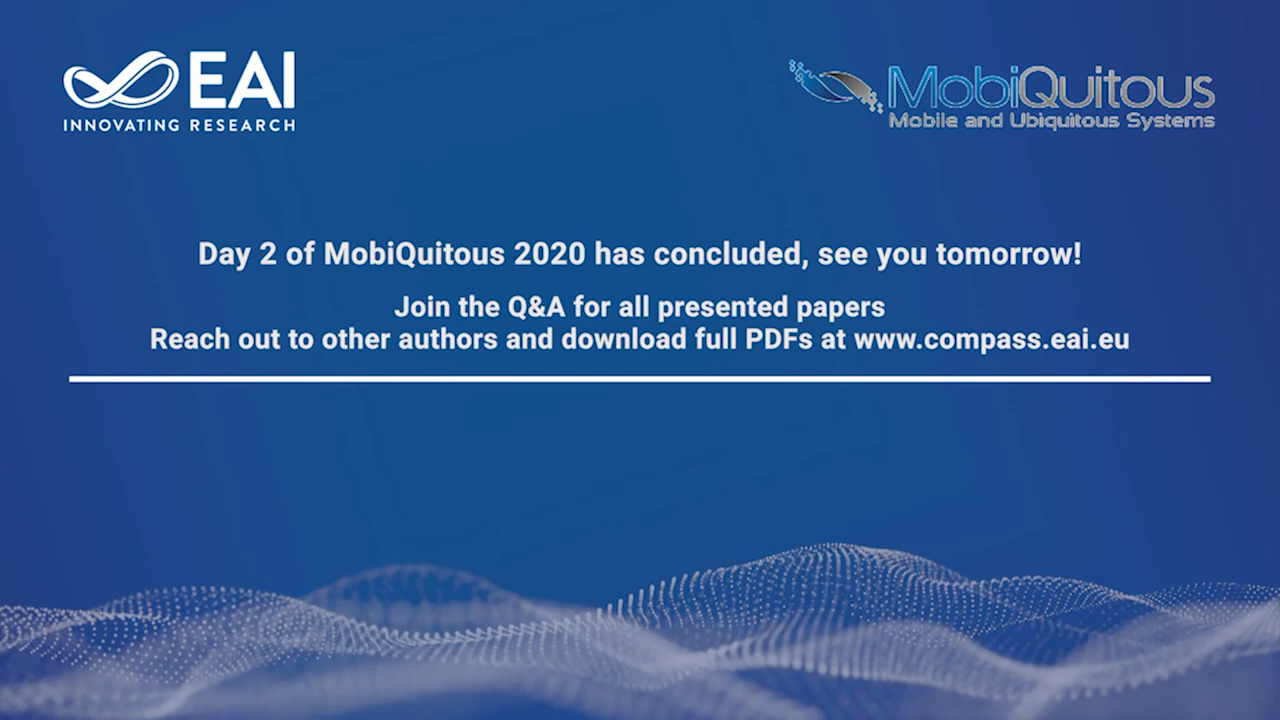 EAI
INNOVATING RESEARCH
MobiQuitous
Mobile and Ubiquitous Systems
Day 2 of MobiQuitous 2020 has concluded, see you tomorrow!
Join the Q&A for all presented papers
Reach out to other authors and download full PDFs at www.compass.eai.eu